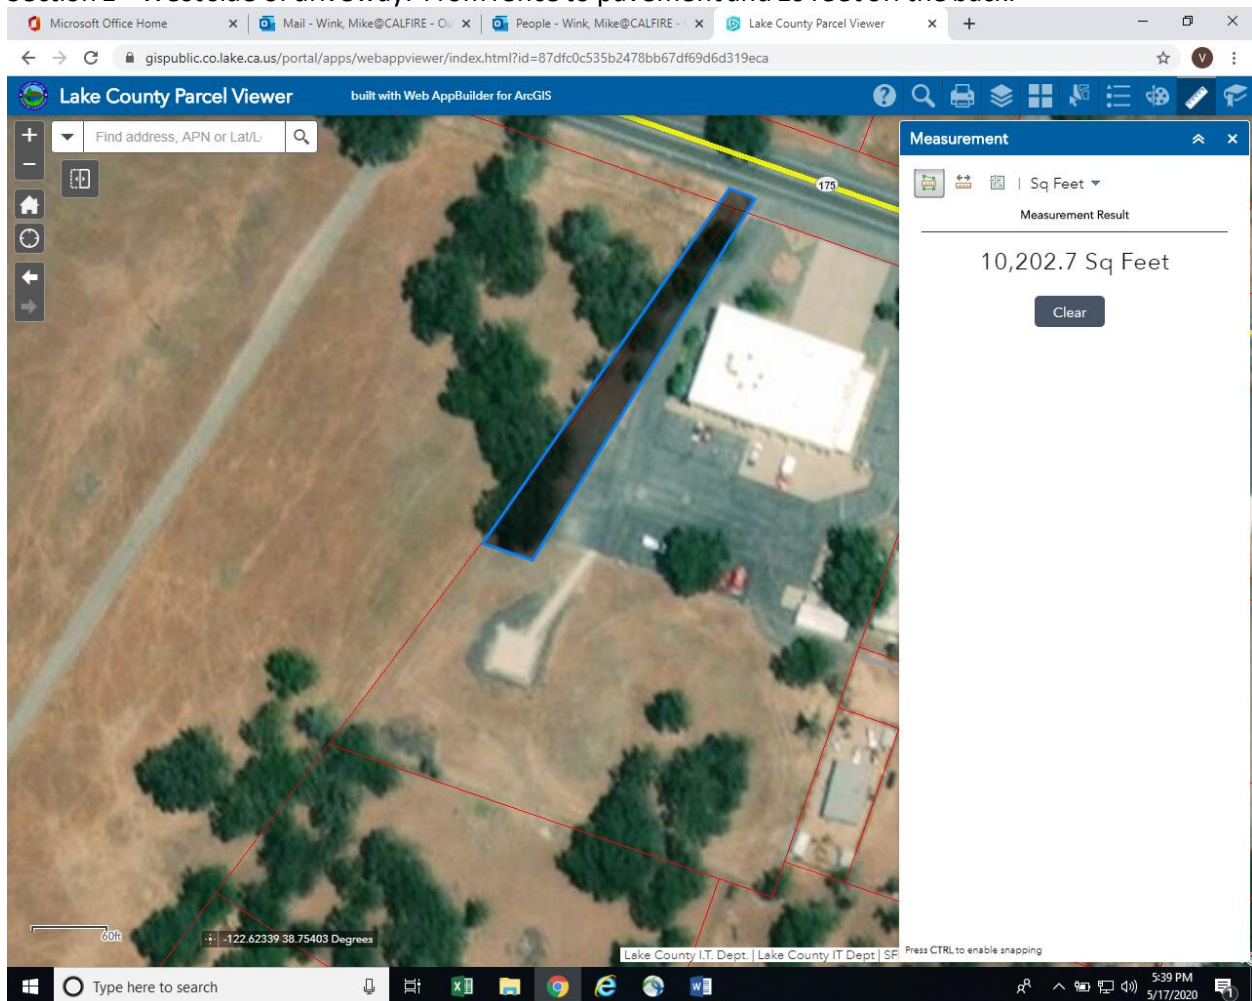 Microsoft Office Home
Mail - Wink, Mike@CALFIRE - Ou
People - Wink, Mike@CALFIRE -
Lake County Parcel Viewer
gispublic.co.lake.ca.us/portal/apps/webappviewer/index.html?id=87dfc0c535b2478bb67df69d6d319eca
V
Lake County Parcel Viewer
built with Web AppBuilder for ArcGIS
Find address, APN or Lat/L
Measurement
Sq Feet
Measurement Result
10,202.7 Sq Feet
Clear
175
60ft
-122.62339 38.75403 Degrees
Lake County I.T. Dept. | Lake County IT Dept | SF
Press CTRL to enable snapping
Type here to search
5:39 PM
5/17/2020